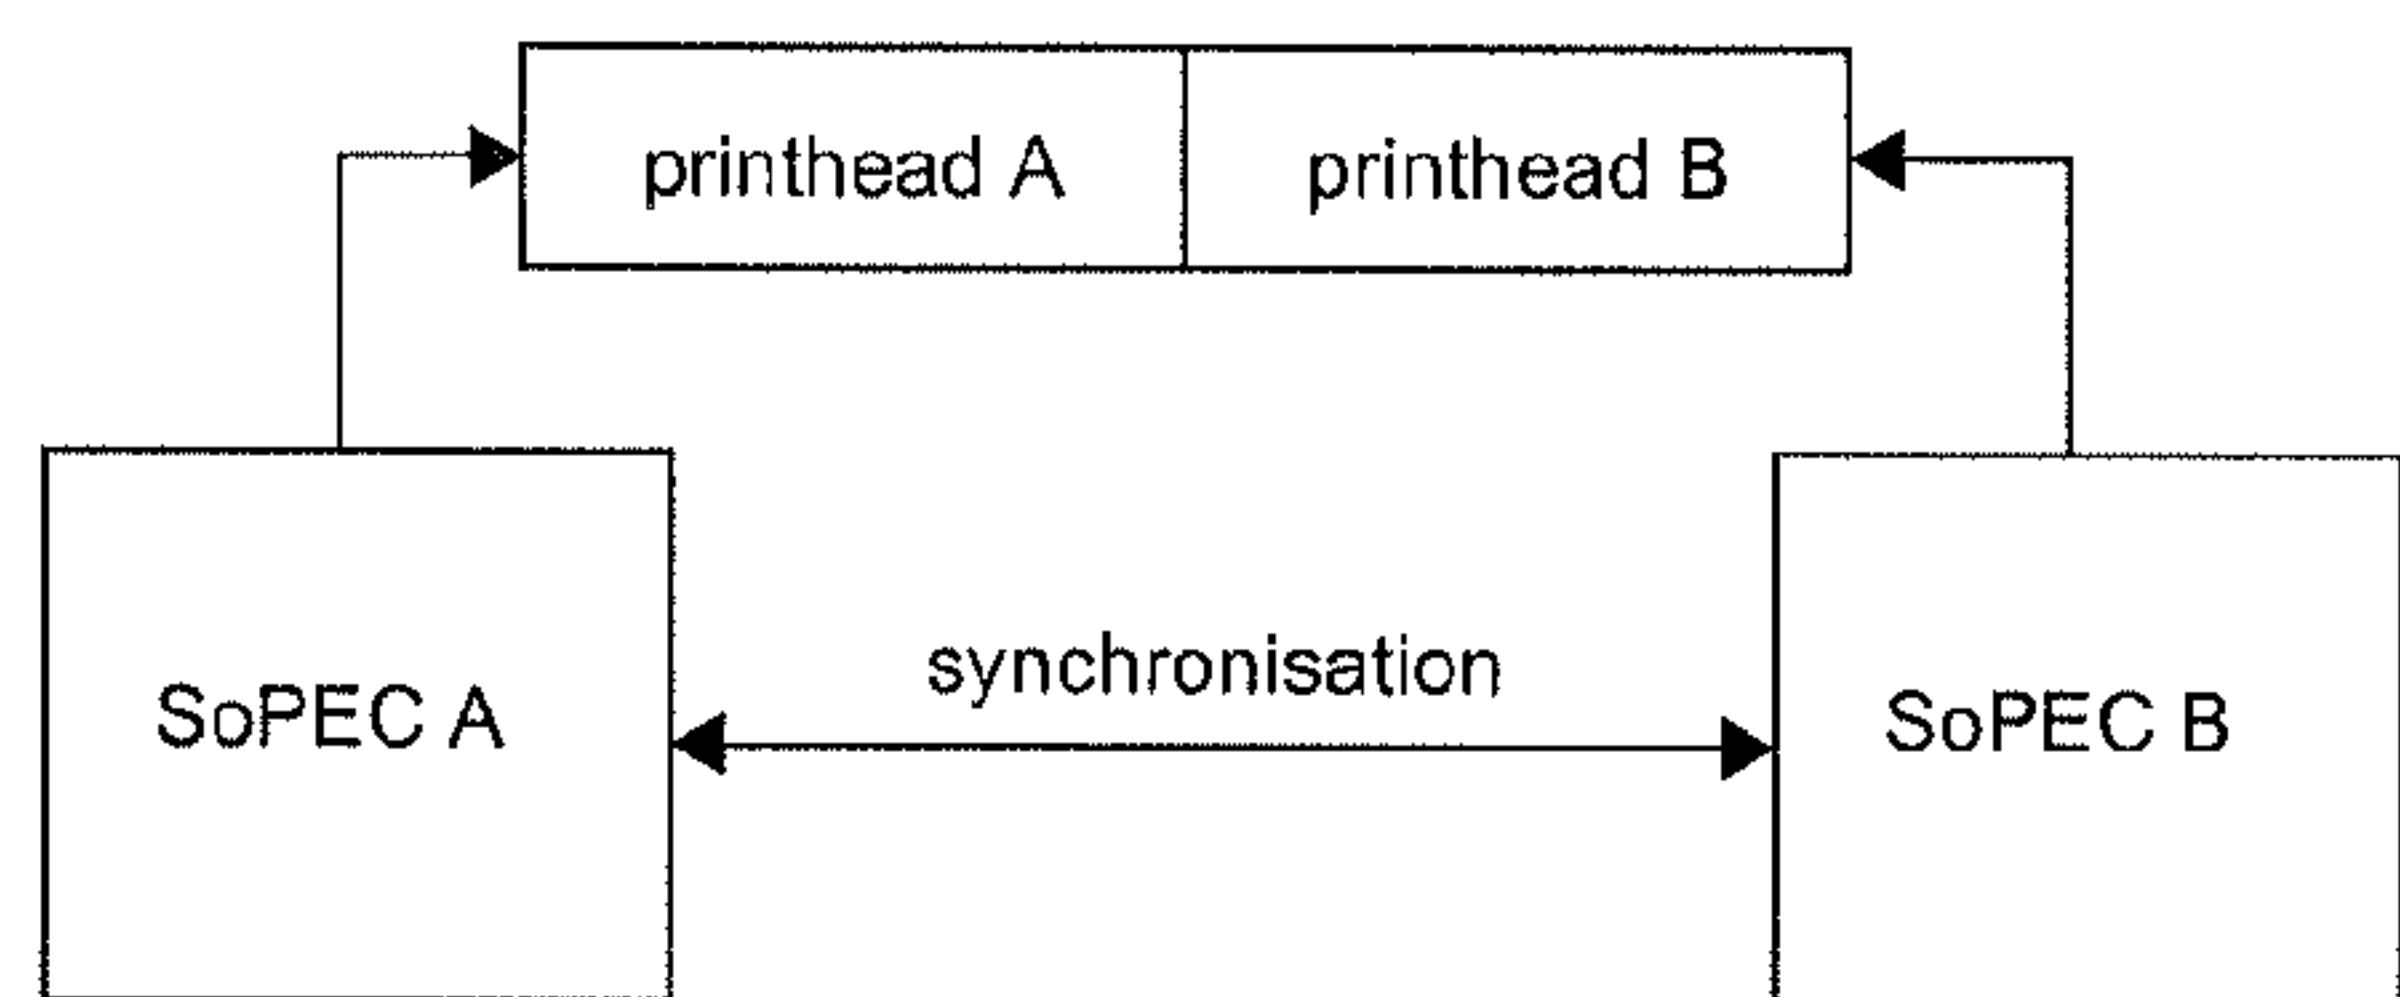 printhead A
printhead B
synchronisation
SoPEC A
SoPEC B